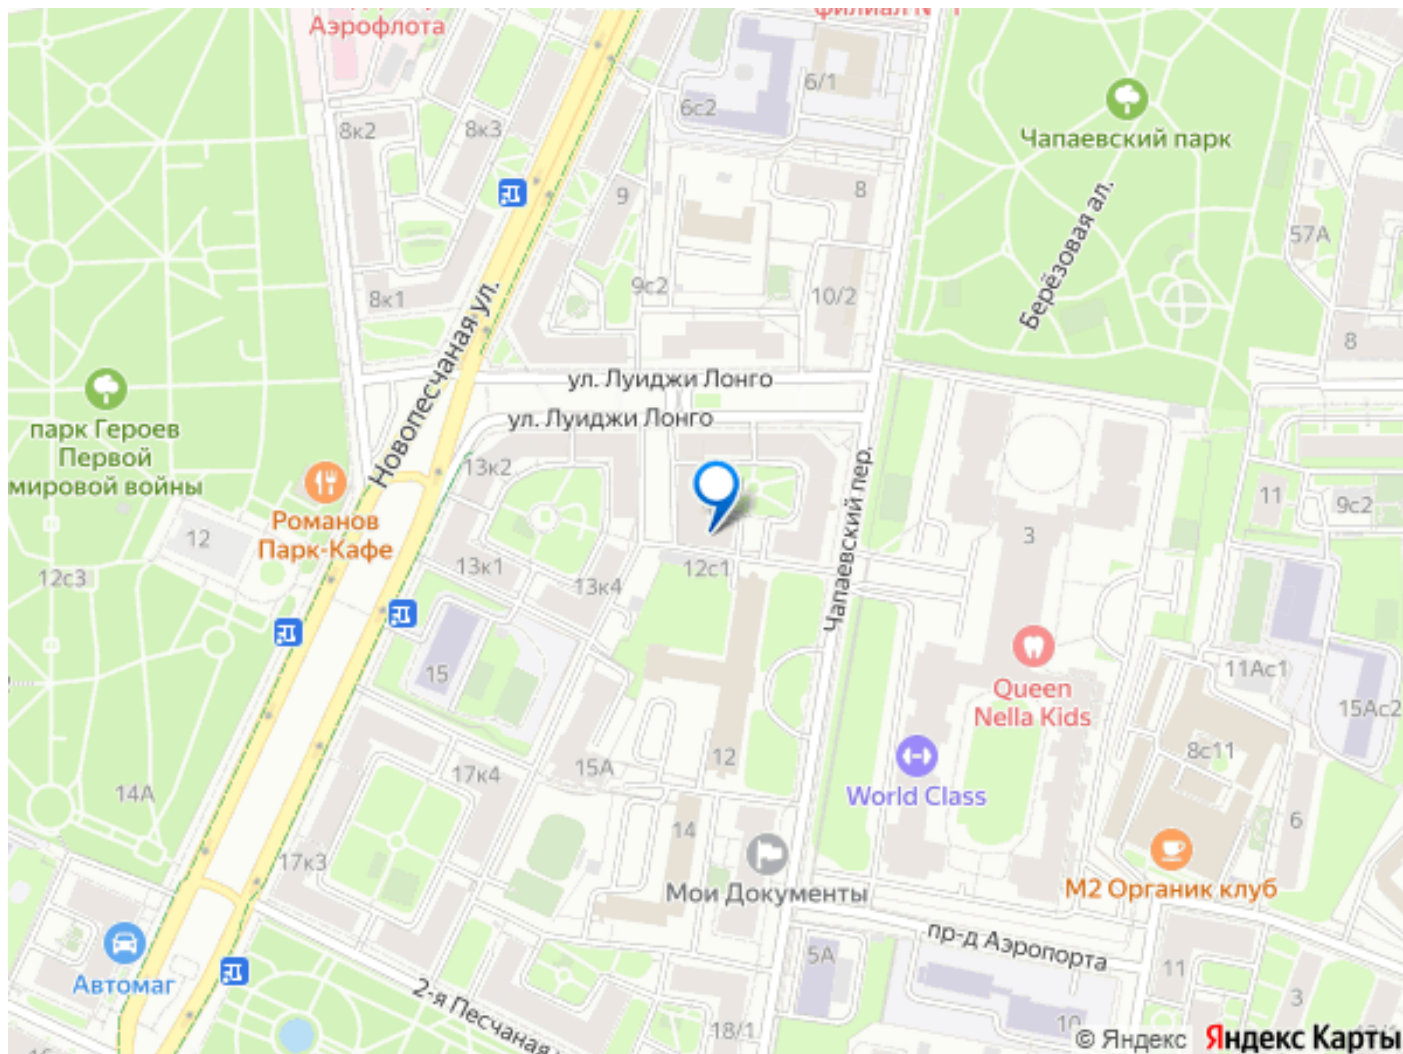 Аэрофлота
филиал № 1
6/1
6с2
Чапаевский парк
8к2
8к3
8
9
Берёзовая ал.
57А
9с2
10/2
8к1
Новопесчаная ул.
8
ул. Луиджи Лонго
ул. Луиджи Лонго
парк Героев
Первой
мировой войны
13к2
Чапаевский пер.
11
9с2
Романов
Парк-Кафе
12
3
12с3
13к1
12с1
13к4
15
11Ас1
Queen
Nella Kids
15Ас2
12
8с11
17к4
15А
14А
World Class
6
14
17к3
Мои Документы
М2 Органик клуб
пр-д Аэропорта
5А
11
Автомаг
2-я Песчаная
3
18/1
10
© Яндекс Яндекс Карты